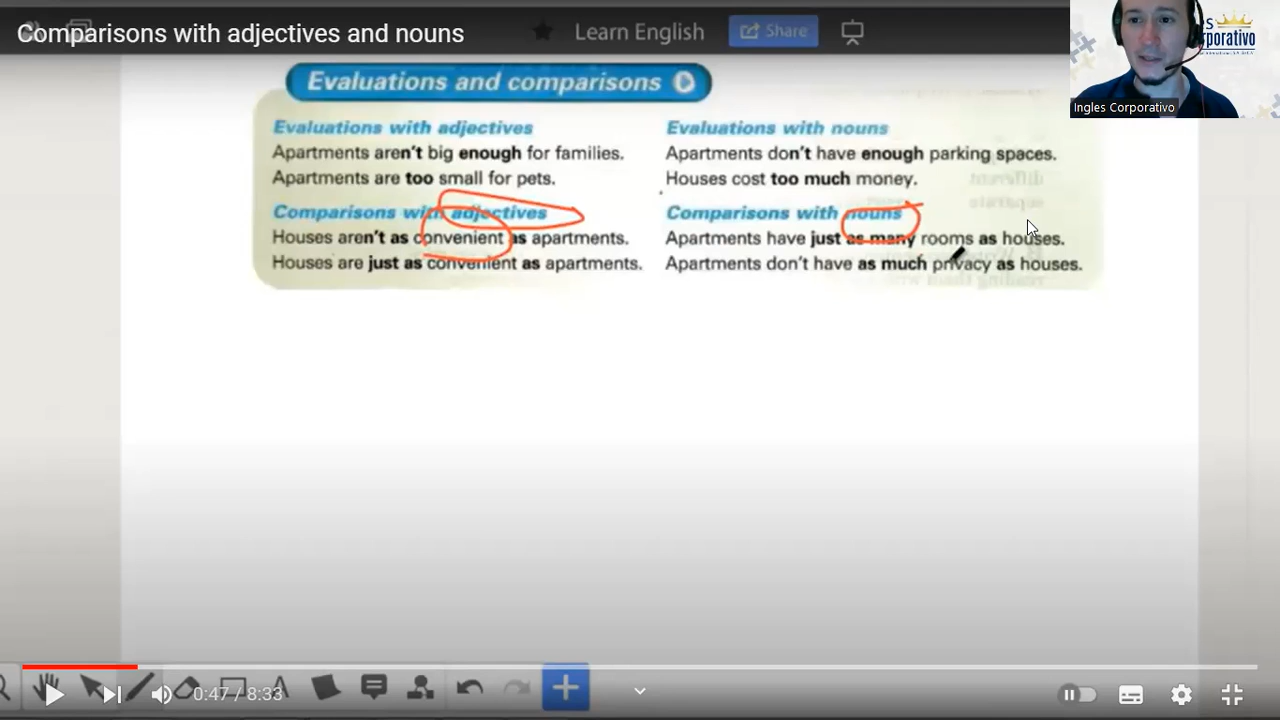 Comparisons with adjectives and nouns
Learn English
Share
Corporativo
Ingles Corporativo
Evaluations and comparisons
Evaluations with adjectives
Apartments aren't big enough for families.
Apartments are too small for pets.
Comparisons with adjectives
Houses aren't as convenient as apartments.
Houses are just as convenient as apartments.
Evaluations with nouns
Apartments don't have enough parking spaces.
Houses cost too much money.
Comparisons with nouns
Apartments have just as many rooms as houses.
Apartments don't have as much privacy as houses.
0:47 / 8:33